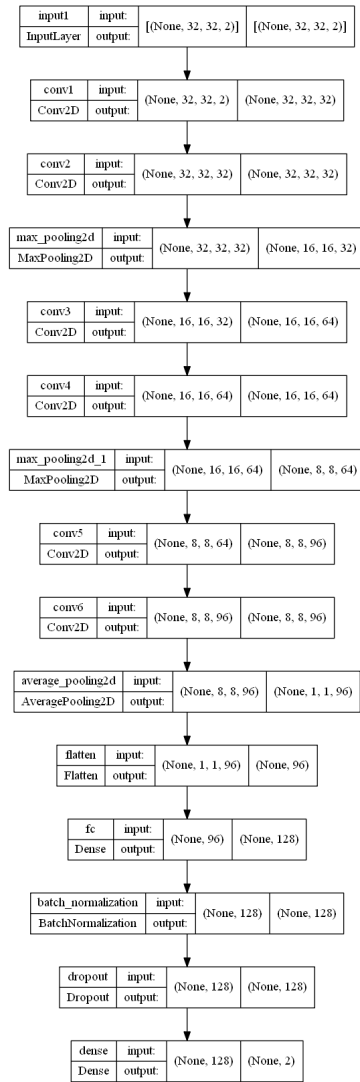 input1 input: [(None, 32, 32, 2)] [(None, 32, 32, 2)]
InputLayer output:
conv1 input: (None, 32, 32, 2) (None, 32, 32, 32)
Conv2D output:
conv2 input: (None, 32, 32, 32) (None, 32, 32, 32)
Conv2D output:
max_pooling2d input: (None, 32, 32, 32) (None, 16, 16, 32)
MaxPooling2D output:
conv3 input: (None, 16, 16, 32) (None, 16, 16, 64)
Conv2D output:
conv4 input: (None, 16, 16, 64) (None, 16, 16, 64)
Conv2D output:
max_pooling2d_1 input: (None, 16, 16, 64) (None, 8, 8, 64)
MaxPooling2D output:
conv5 input: (None, 8, 8, 64) (None, 8, 8, 96)
Conv2D output:
conv6 input: (None, 8, 8, 96) (None, 8, 8, 96)
Conv2D output:
average_pooling2d input: (None, 8, 8, 96) (None, 1, 1, 96)
AveragePooling2D output:
flatten input: (None, 1, 1, 96) (None, 96)
Flatten output:
fc input: (None, 96) (None, 128)
Dense output:
batch_normalization input: (None, 128) (None, 128)
BatchNormalization output:
dropout input: (None, 128) (None, 128)
Dropout output:
dense input: (None, 128) (None, 2)
Dense output: